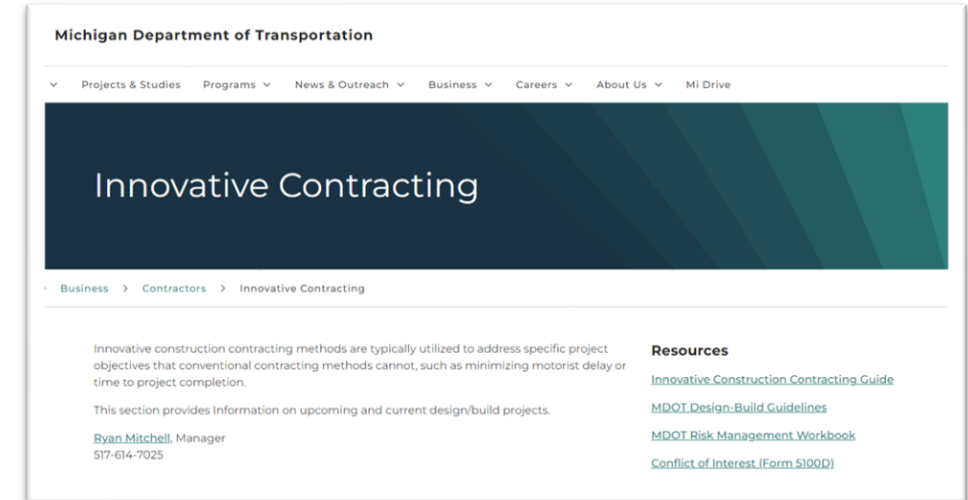 Michigan Department of Transportation
Projects & Studies Programs News & Outreach Business Careers About Us Mi Drive
Innovative Contracting
Business > Contractors > Innovative Contracting
Innovative construction contracting methods are typically utilized to address specific project
objectives that conventional contracting methods cannot, such as minimizing motorist delay or
time to project completion.
This section provides Information on upcoming and current design/build projects.
Ryan Mitchell, Manager
517-614-7025
Resources
Innovative Construction Contracting Guide
MDOT Design-Build Guidelines
MDOT Risk Management Workbook
Conflict of Interest (Form 5100D)